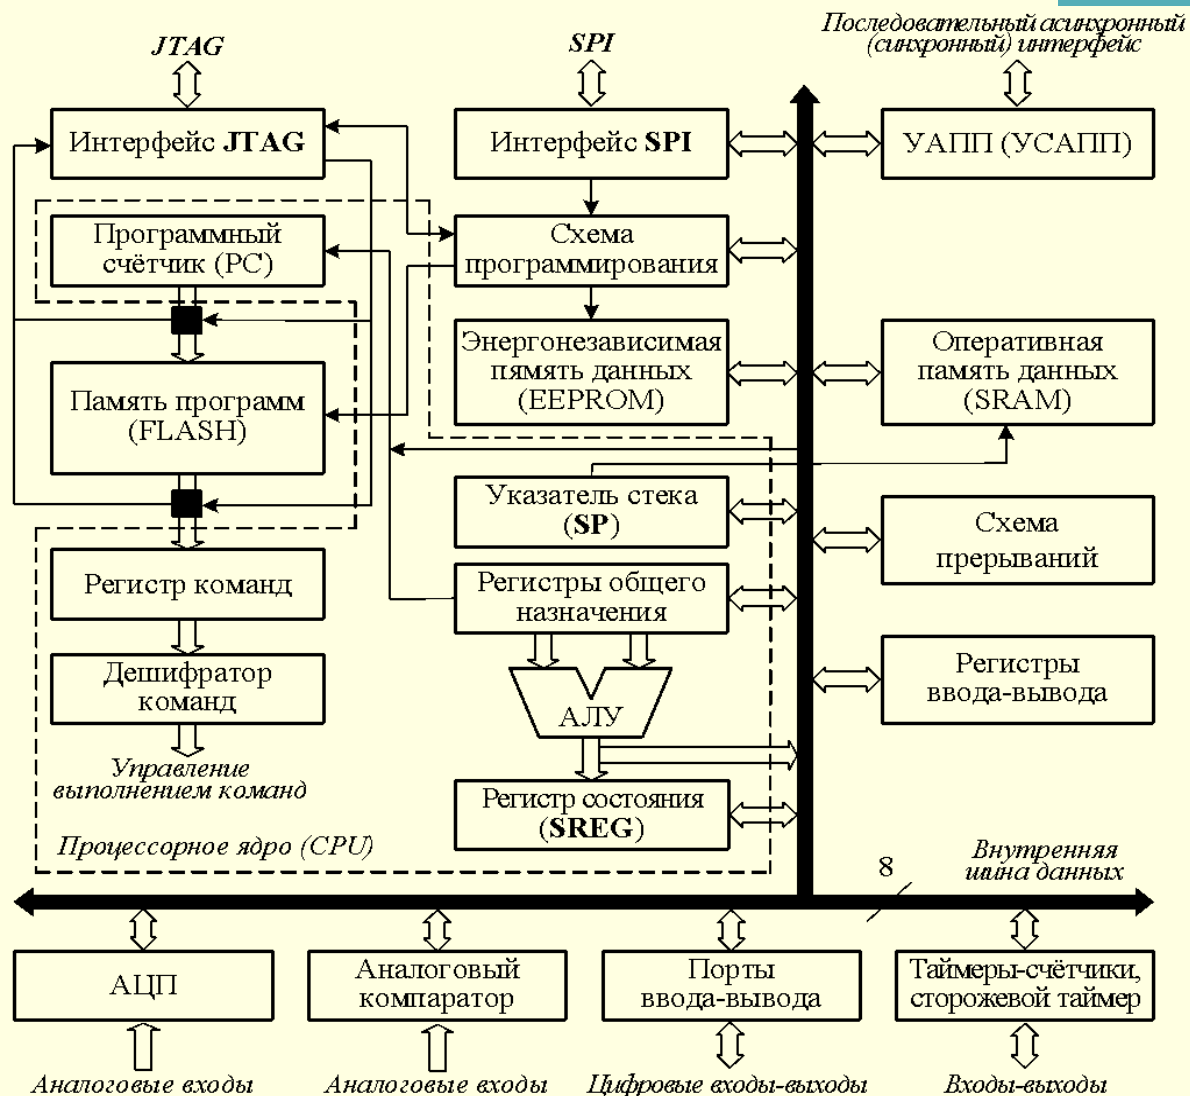 JTAG
SPI
Последовательный асинхронный
(синхронный) интерфейс
Интерфейс JTAG
Интерфейс SPI
УАПП (УСАПП)
Программный
счётчик (PC)
Схема
программирования
Память программ
(FLASH)
Энергонезависимая
пямять данных
(EEPROM)
Оперативная
память данных
(SRAM)
Указатель стека
(SP)
Схема
прерываний
Регистр команд
Регистры общего
назначения
Дешифратор
команд
АЛУ
Регистры
ввода-вывода
Управление
выполнением команд
Регистр состояния
(SREG)
Процессорное ядро (CPU)
8
Внутренняя
шина данных
АЦП
Аналоговый
компаратор
Порты
ввода-вывода
Таймеры-счётчики,
сторожевой таймер
Аналоговые входы
Аналоговые входы
Цифровые входы-выходы
Входы-выходы